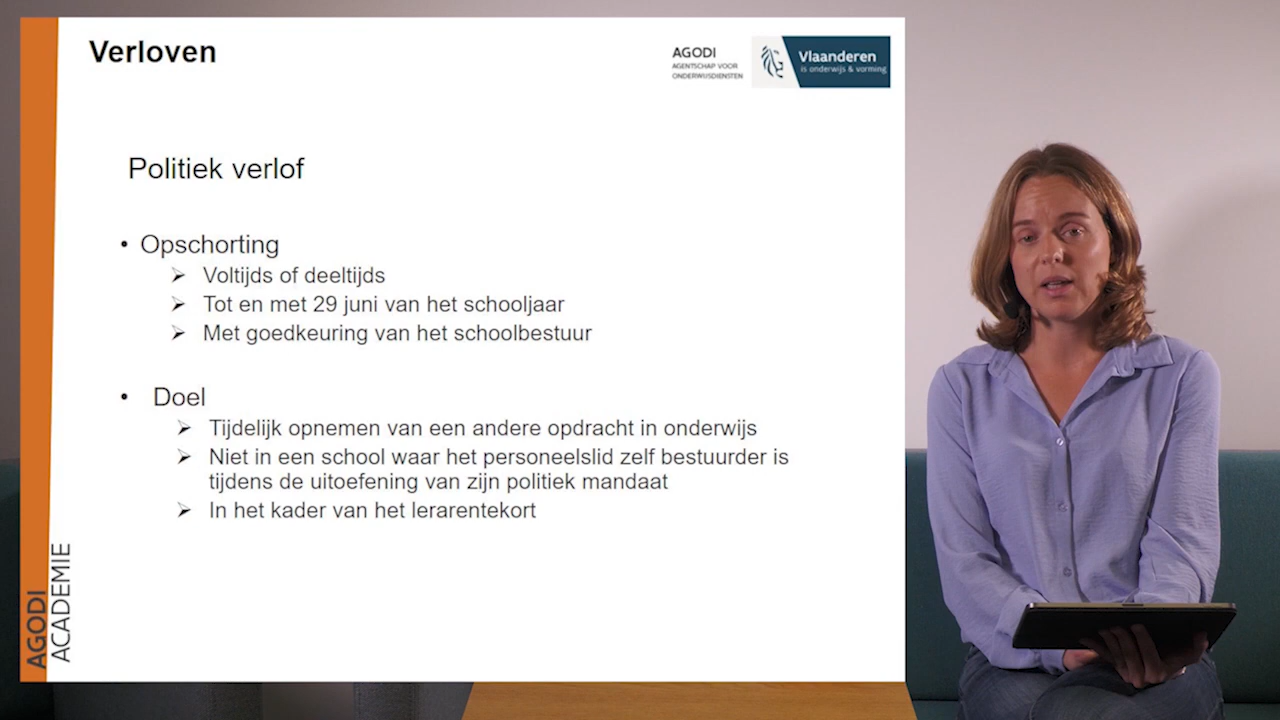 Verloven
AGODI
AGENTSCHAP VOOR
ONDERWIJSDIENSTEN
Vlaanderen
is onderwijs & vorming
Politiek verlof
• Opschorting
➢ Voltijds of deeltijds
➢ Tot en met 29 juni van het schooljaar
➢ Met goedkeuring van het schoolbestuur
• Doel
➢ Tijdelijk opnemen van een andere opdracht in onderwijs
➢ Niet in een school waar het personeelslid zelf bestuurder is
tijdens de uitoefening van zijn politiek mandaat
➢ In het kader van het lerarentekort
AGODI
ACADEMIE